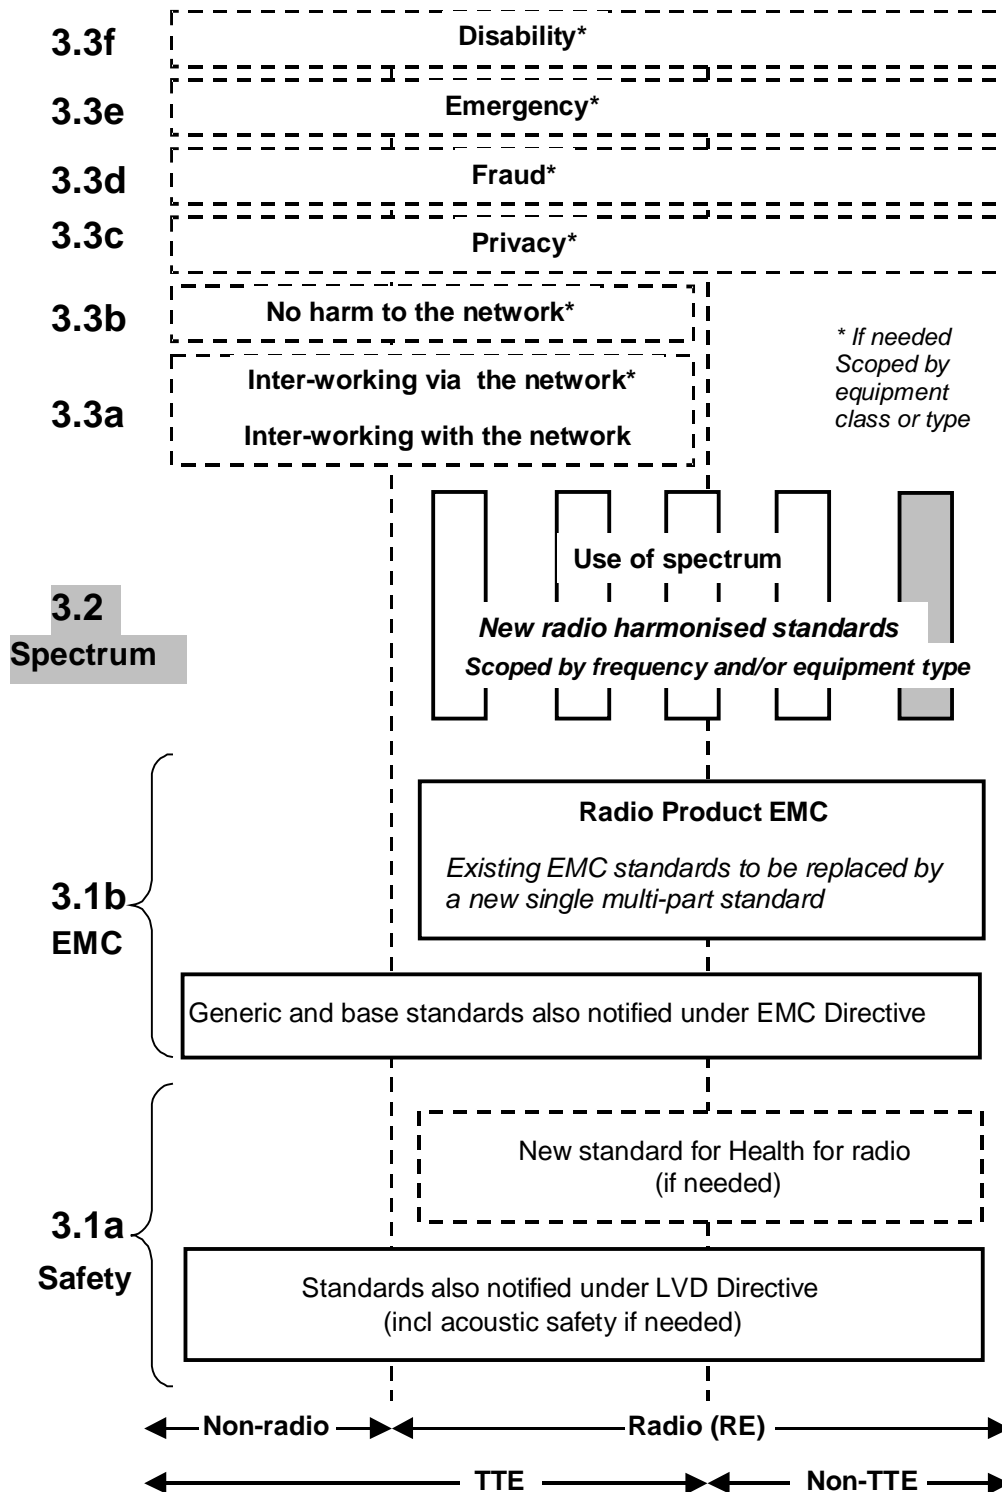 3.3f
Disability*
3.3e
Emergency*
3.3d
Fraud*
3.3c
Privacy*
3.3b
No harm to the network*
3.3a
Inter-working via the network*
Inter-working with the network
* If needed
Scoped by
equipment
class or type
3.2
Spectrum
Use of spectrum
New radio harmonised standards
Scoped by frequency and/or equipment type
3.1b
EMC
Radio Product EMC
Existing EMC standards to be replaced by
a new single multi-part standard
Generic and base standards also notified under EMC Directive
3.1a
Safety
New standard for Health for radio
(if needed)
Standards also notified under LVD Directive
(incl acoustic safety if needed)
Non-radio
Radio (RE)
TTE
Non-TTE